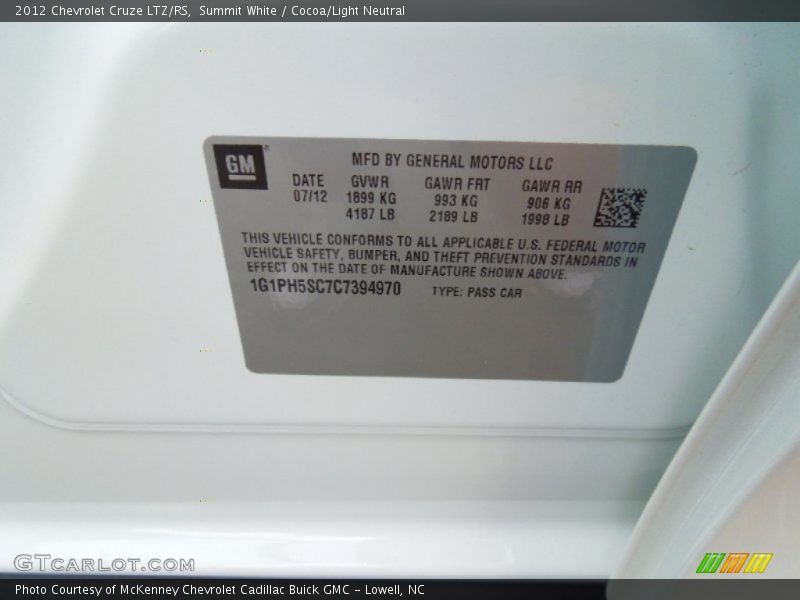 2012 Chevrolet Cruze LTZ/RS, Summit White / Cocoa/Light Neutral
GM
MFD BY GENERAL MOTORS LLC
DATE GVWR GAWR FRT GAWR RR
07/12 1899 KG 993 KG 906 KG
4187 LB 2189 LB 1998 LB
THIS VEHICLE CONFORMS TO ALL APPLICABLE U.S. FEDERAL MOTOR
VEHICLE SAFETY, BUMPER, AND THEFT PREVENTION STANDARDS IN
EFFECT ON THE DATE OF MANUFACTURE SHOWN ABOVE.
1G1PH5SC7C7394970 TYPE: PASS CAR
GTcarlot.com
Photo Courtesy of McKenney Chevrolet Cadillac Buick GMC - Lowell, NC